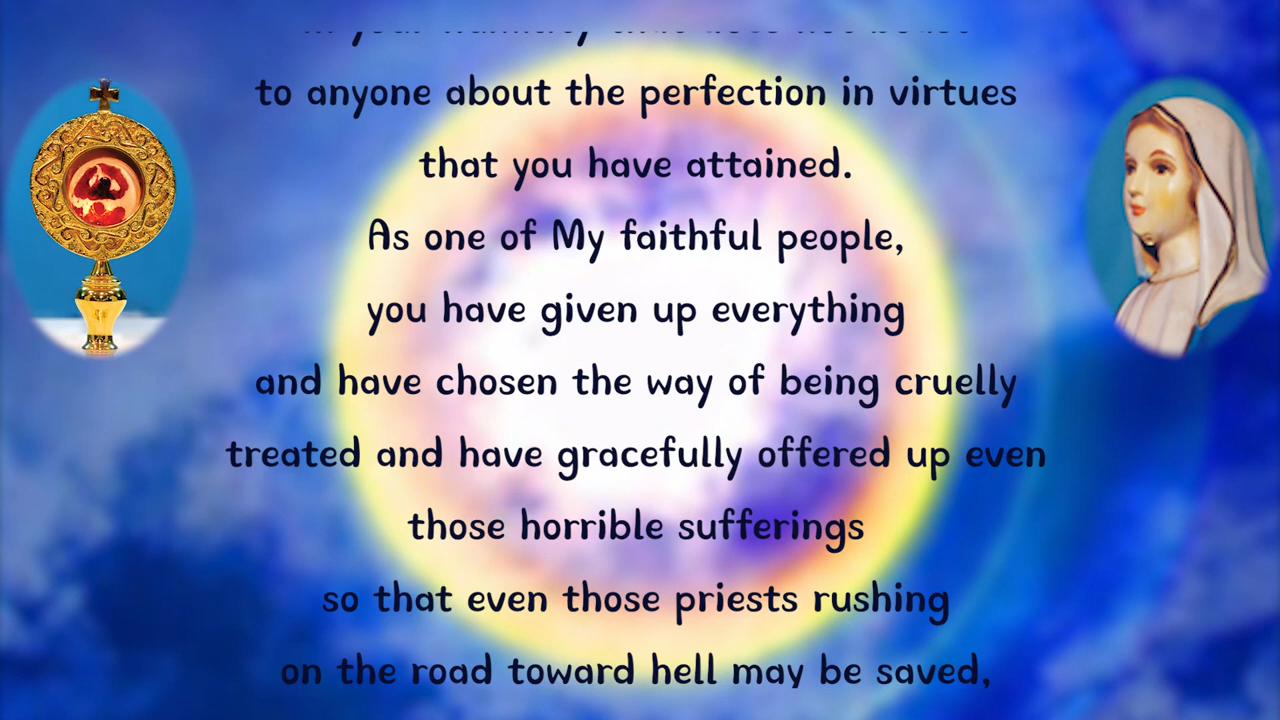 to anyone about the perfection in virtues
that you have attained.
As one of My faithful people,
you have given up everything
and have chosen the way of being cruelly
treated and have gracefully offered up even
those horrible sufferings
so that even those priests rushing
on the road toward hell may be saved,